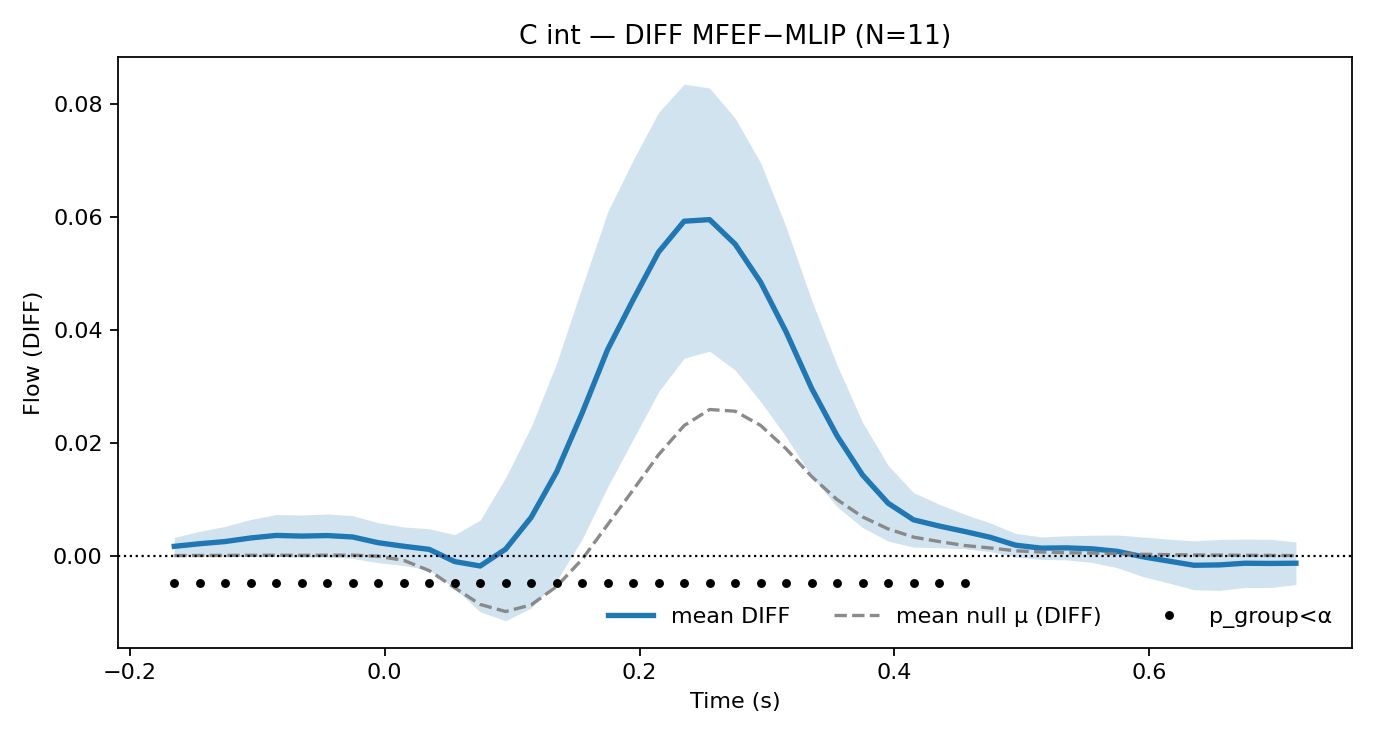 C int — DIFF MFEF−MLIP (N=11)
Flow (DIFF)
0.08
0.06
0.04
0.02
0.00
mean DIFF
mean null μ (DIFF)
p_group<α
−0.2
0.0
0.2
0.4
0.6
Time (s)